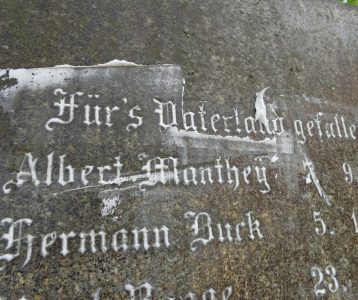 Für's Vaterland gefalle
Albert Manthey 9.
Hermann Buck 5. 1
23.